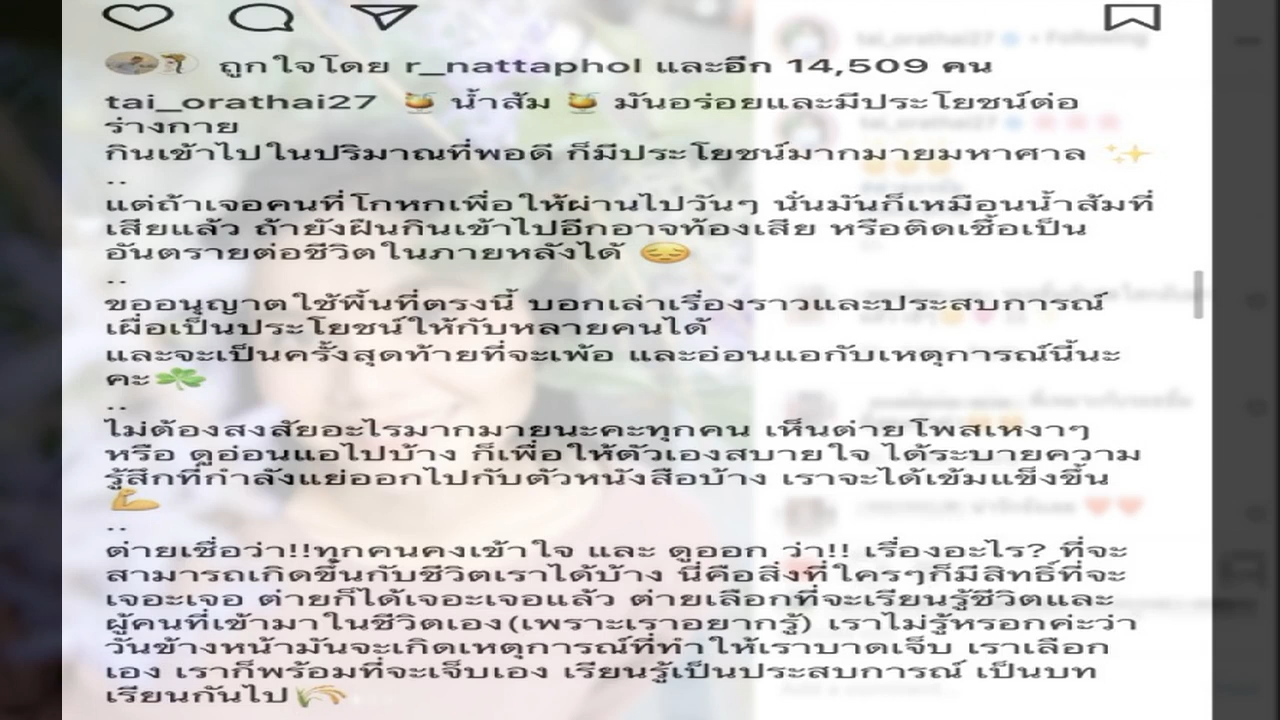 ถูกใจโดย r_nattaphol และอีก 14,509 คน
tai_orathai27 🍹 น้ำส้ม 🍹 มันอร่อยและมีประโยชน์ต่อ
ร่างกาย
กินเข้าไปในปริมาณที่พอดี ก็มีประโยชน์มากมายมหาศาล ✨
..
แต่ถ้าเจอคนที่โกหกเพื่อให้ผ่านไปวันๆ นั่นมันก็เหมือนน้ำส้มที่
เสียแล้ว ถ้ายังฝืนกินเข้าไปอีกอาจท้องเสีย หรือติดเชื้อเป็น
อันตรายต่อชีวิตในภายหลังได้ 😔
..
ขออนุญาตใช้พื้นที่ตรงนี้ บอกเล่าเรื่องราวและประสบการณ์
เผื่อเป็นประโยชน์ให้กับหลายคนได้
และจะเป็นครั้งสุดท้ายที่จะเพ้อ และอ่อนแอกับเหตุการณ์นี้นะ
คะ☘️
..
ไม่ต้องสงสัยอะไรมากมายนะคะทุกคน เห็นต่ายโพสเหงาๆ
หรือ ดูอ่อนแอไปบ้าง ก็เพื่อให้ตัวเองสบายใจ ได้ระบายความ
รู้สึกที่กำลังแย่ออกไปกับตัวหนังสือบ้าง เราจะได้เข้มแข็งขึ้น
💪
..
ต่ายเชื่อว่า!!ทุกคนคงเข้าใจ และ ดูออก ว่า!! เรื่องอะไร? ที่จะ
สามารถเกิดขึ้นกับชีวิตเราได้บ้าง นี่คือสิ่งที่ใครๆก็มีสิทธิ์ที่จะ
เจอะเจอ ต่ายก็ได้เจอะเจอแล้ว ต่ายเลือกที่จะเรียนรู้ชีวิตและ
ผู้คนที่เข้ามาในชีวิตเอง(เพราะเราอยากรู้) เราไม่รู้หรอกค่ะว่า
วันข้างหน้ามันจะเกิดเหตุการณ์ที่ทำให้เราบาดเจ็บ เราเลือก
เอง เราก็พร้อมที่จะเจ็บเอง เรียนรู้เป็นประสบการณ์ เป็นบท
เรียนกันไป🌾